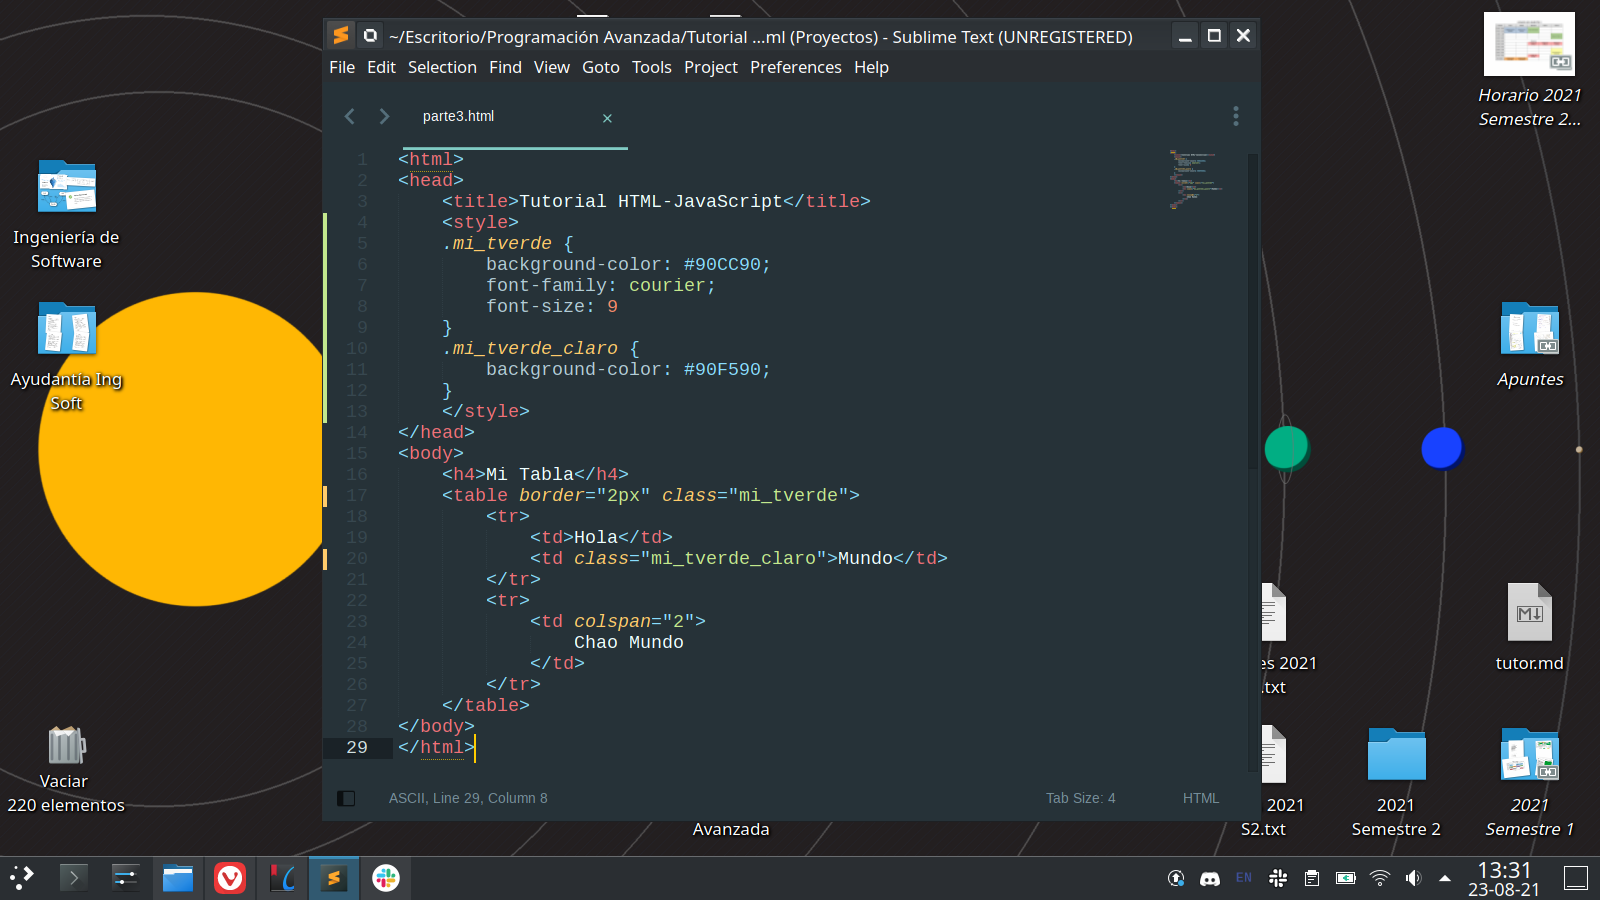 ~/Escritorio/Programación Avanzada/Tutorial ...ml (Proyectos) - Sublime Text (UNREGISTERED)
File Edit Selection Find View Goto Tools Project Preferences Help
parte3.html
1 <html>
2 <head>
3 <title>Tutorial HTML-JavaScript</title>
4 <style>
5 .mi_tverde {
6 background-color: #90CC90;
7 font-family: courier;
8 font-size: 9
9 }
10 .mi_tverde_claro {
11 background-color: #90F590;
12 }
13 </style>
14 </head>
15 <body>
16 <h4>Mi Tabla</h4>
17 <table border="2px" class="mi_tverde">
18 <tr>
19 <td>Hola</td>
20 <td class="mi_tverde_claro">Mundo</td>
21 </tr>
22 <tr>
23 <td colspan="2">
24 Chao Mundo
25 </td>
26 </tr>
27 </table>
28 </body>
29 </html>
ASCII, Line 29, Column 8 Tab Size: 4 HTML
Ingeniería de
Software
Ayudantía Ing
Soft
Vaciar
220 elementos
Avanzada
Horario 2021
Semestre 2...
Apuntes
es 2021
.txt
tutor.md
2021
S2.txt
2021
Semestre 2
2021
Semestre 1
EN
13:31
23-08-21